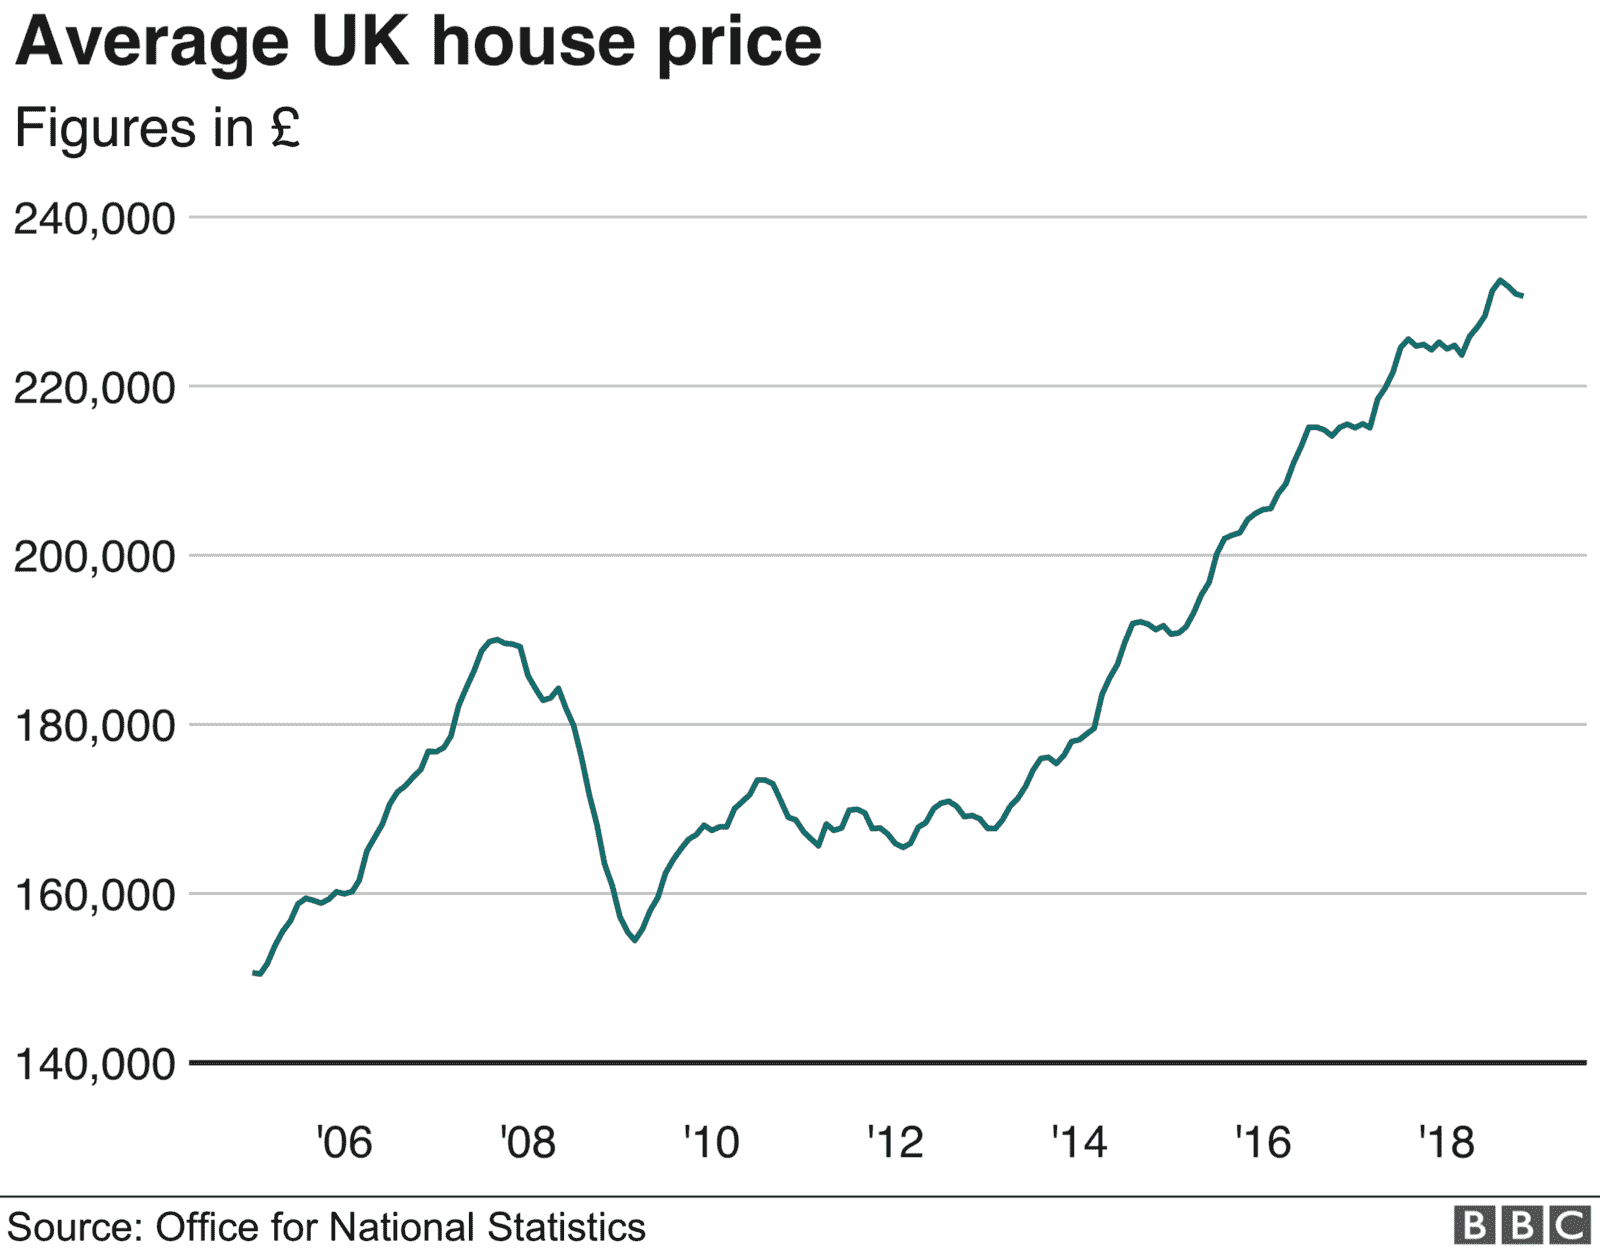 Average UK house price
Figures in £
240,000
220,000
200,000
180,000
160,000
140,000
'06 '08 '10 '12 '14 '16 '18
Source: Office for National Statistics
BBC